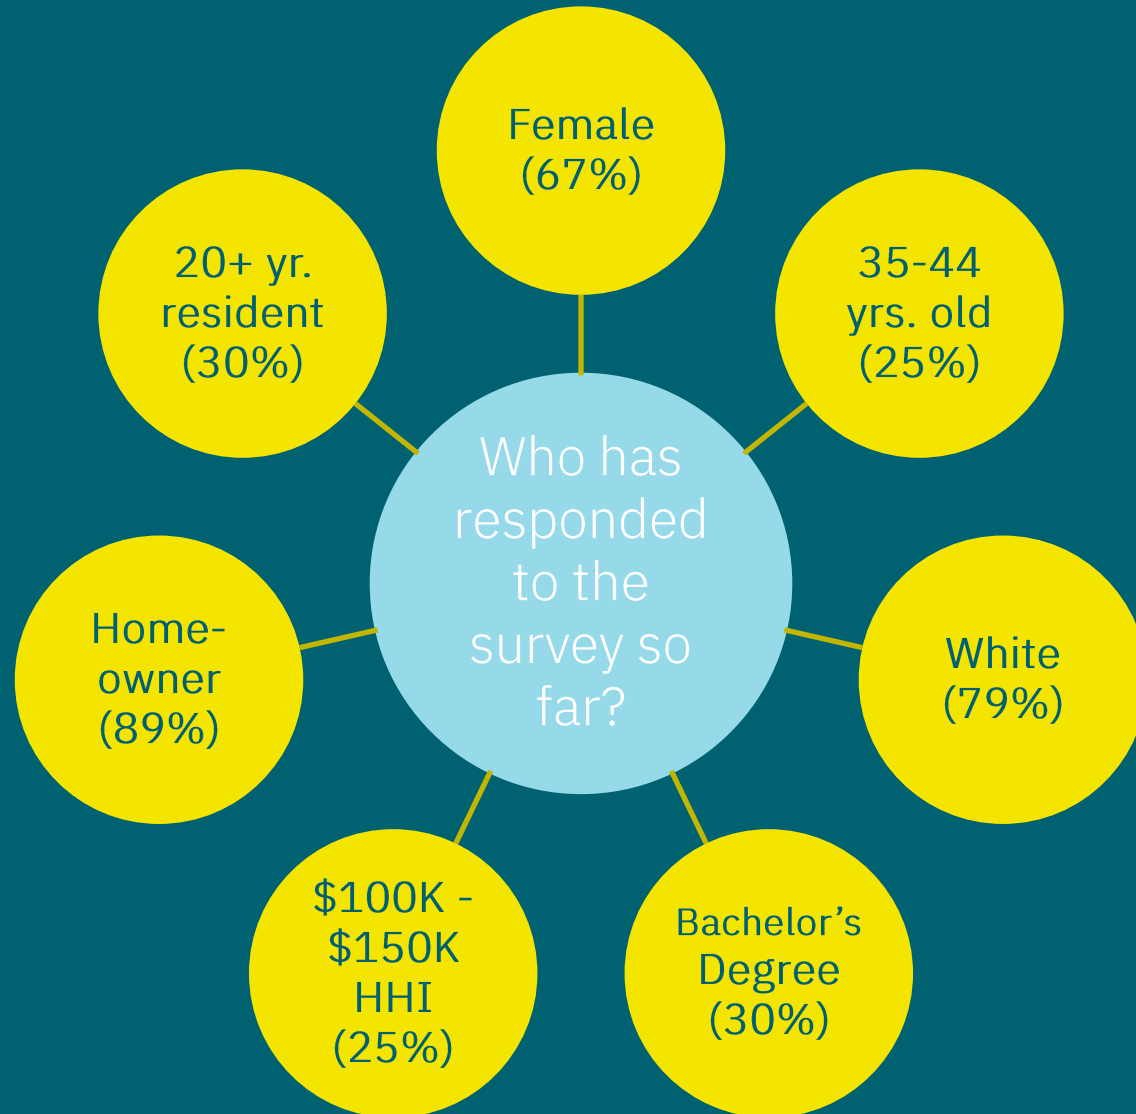 Who has
responded
to the
survey so
far?
Female
(67%)
35-44
yrs. old
(25%)
White
(79%)
Bachelor’s
Degree
(30%)
$100K -
$150K
HHI
(25%)
Home-
owner
(89%)
20+ yr.
resident
(30%)